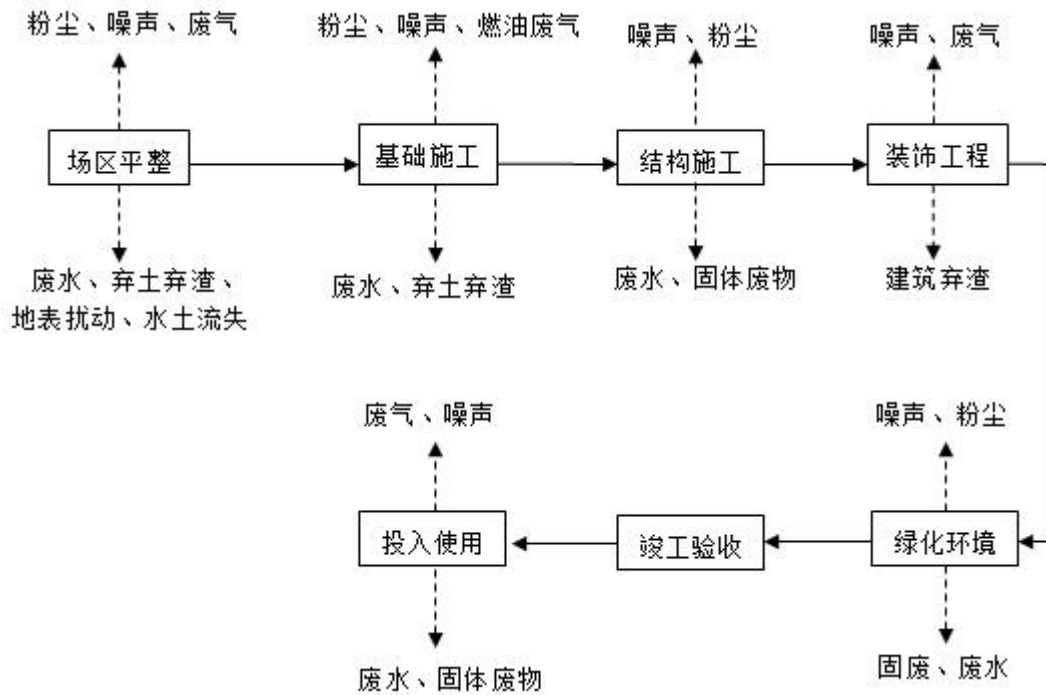 粉尘、噪声、废气
粉尘、噪声、燃油废气
噪声、粉尘
噪声、废气
场区平整
基础施工
结构施工
装饰工程
废水、弃土弃渣、
地表扰动、水土流失
废水、弃土弃渣
废水、固体废物
建筑弃渣
废气、噪声
噪声、粉尘
投入使用
竣工验收
绿化环境
废水、固体废物
固废、废水